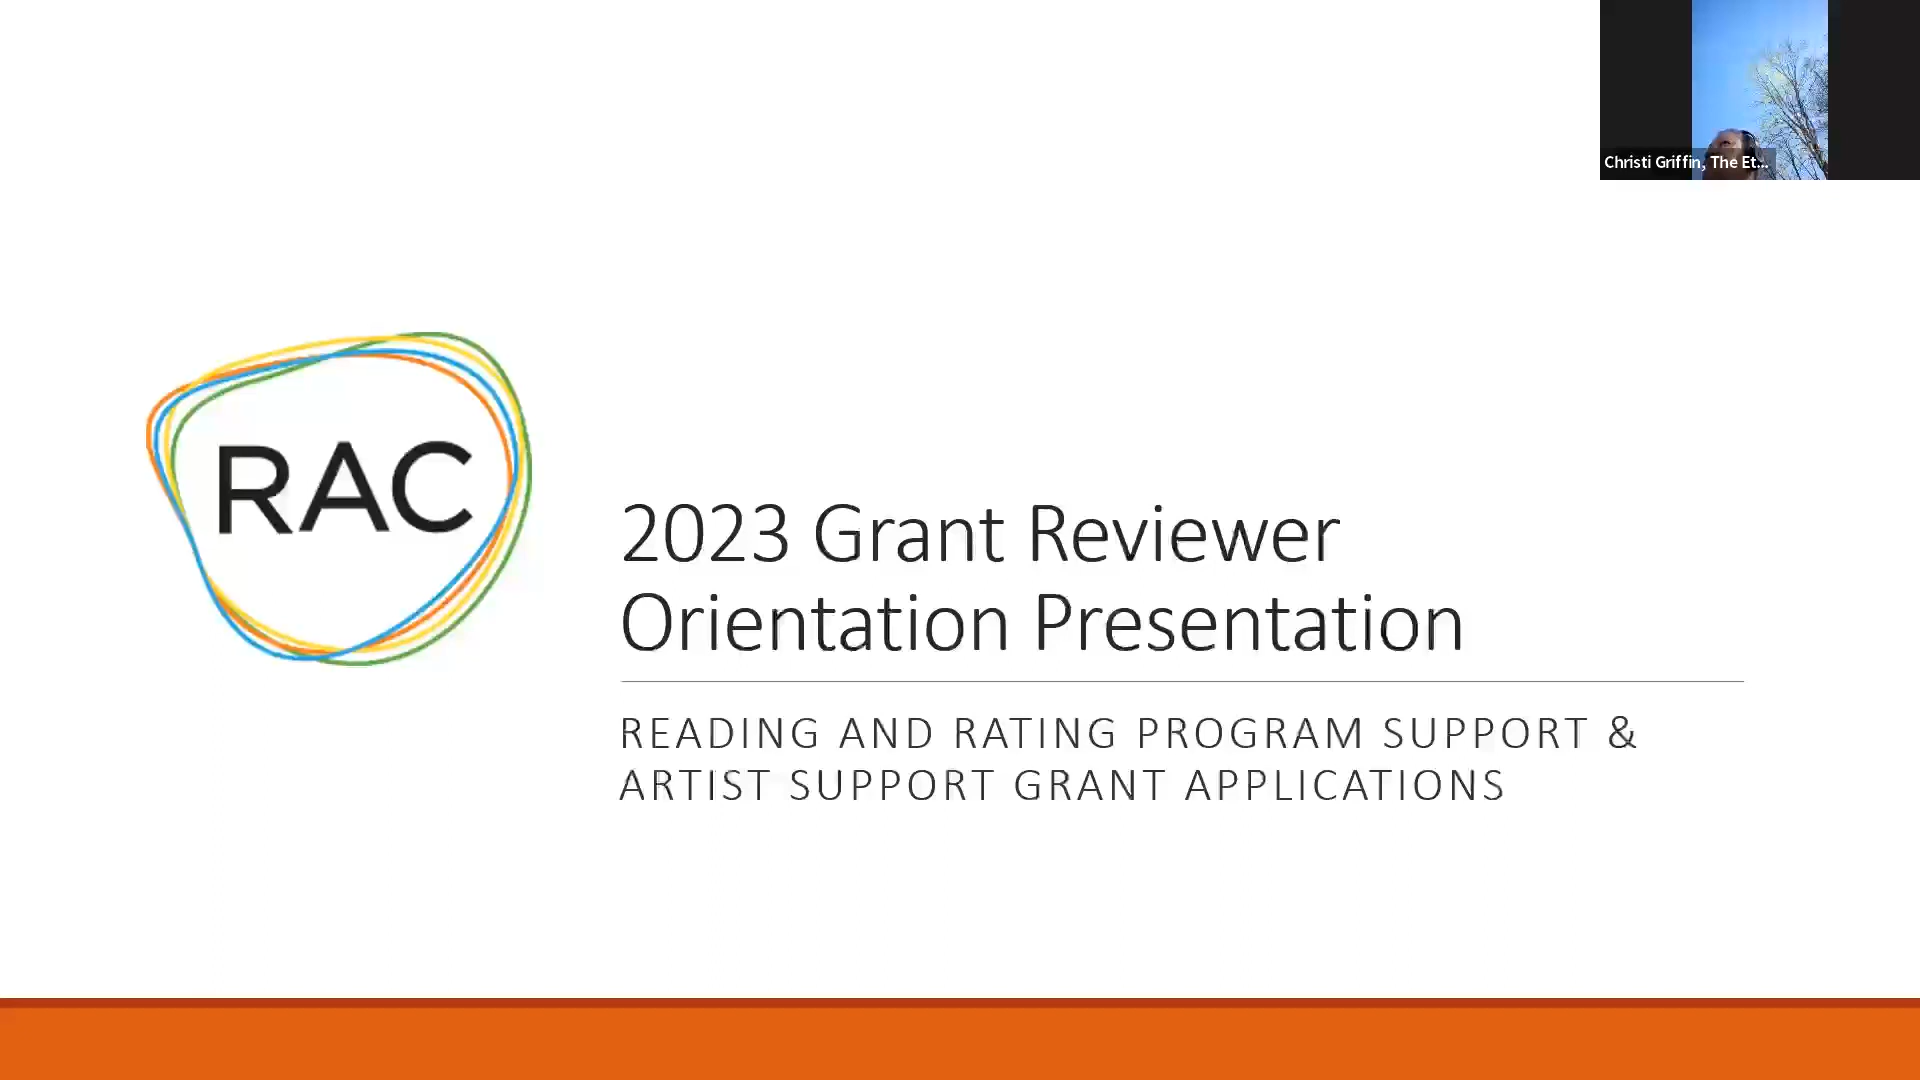 Christi Griffin, The Et...
RAC
2023 Grant Reviewer
Orientation Presentation
READING AND RATING PROGRAM SUPPORT &
ARTIST SUPPORT GRANT APPLICATIONS